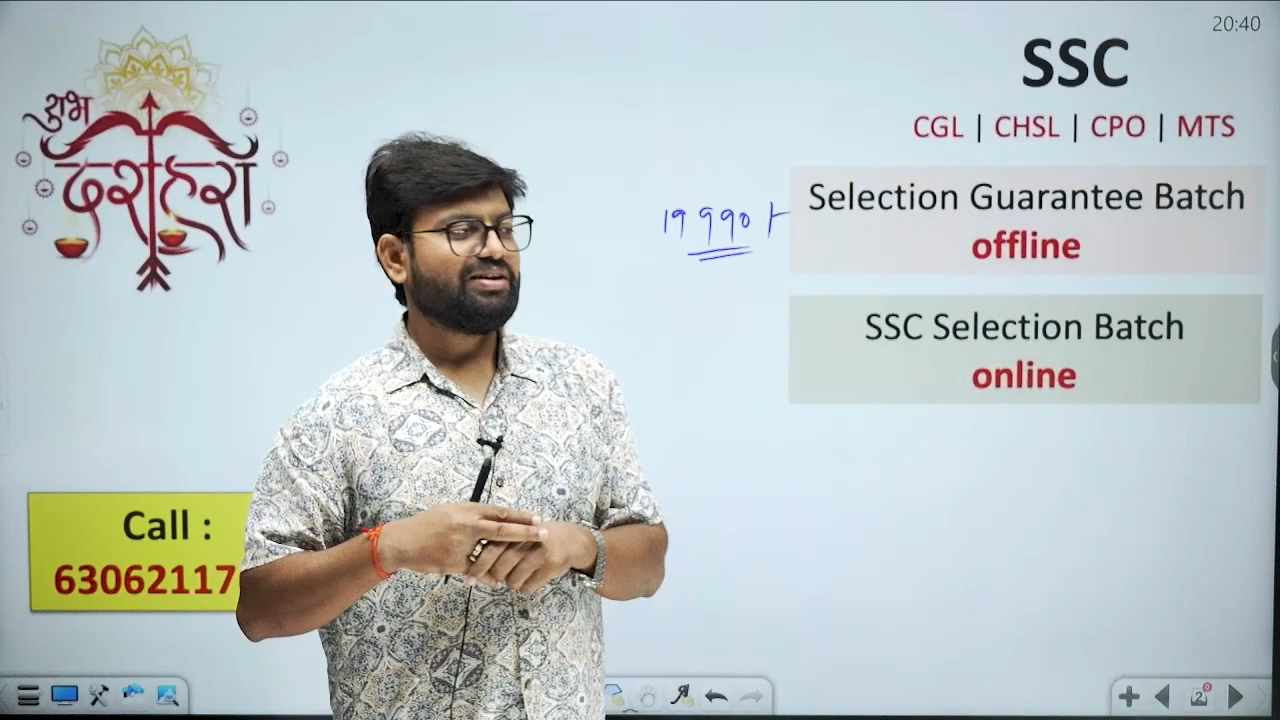 20:40
शुभ
दशहरा
SSC
CGL | CHSL | CPO | MTS
19990
Selection Guarantee Batch
offline
SSC Selection Batch
online
Call :
63062117
2